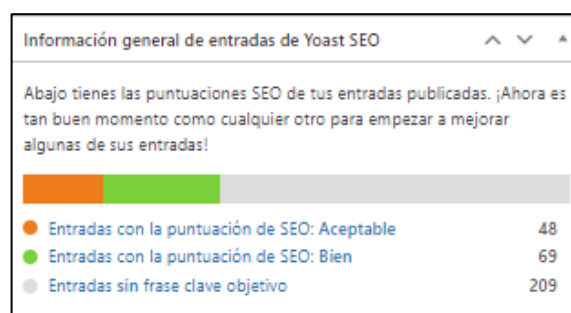 Información general de entradas de Yoast SEO
Abajo tienes las puntuaciones SEO de tus entradas publicadas. ¡Ahora es
tan buen momento como cualquier otro para empezar a mejorar
algunas de sus entradas!
Entradas con la puntuación de SEO: Aceptable 48
Entradas con la puntuación de SEO: Bien 69
Entradas sin frase clave objetivo 209